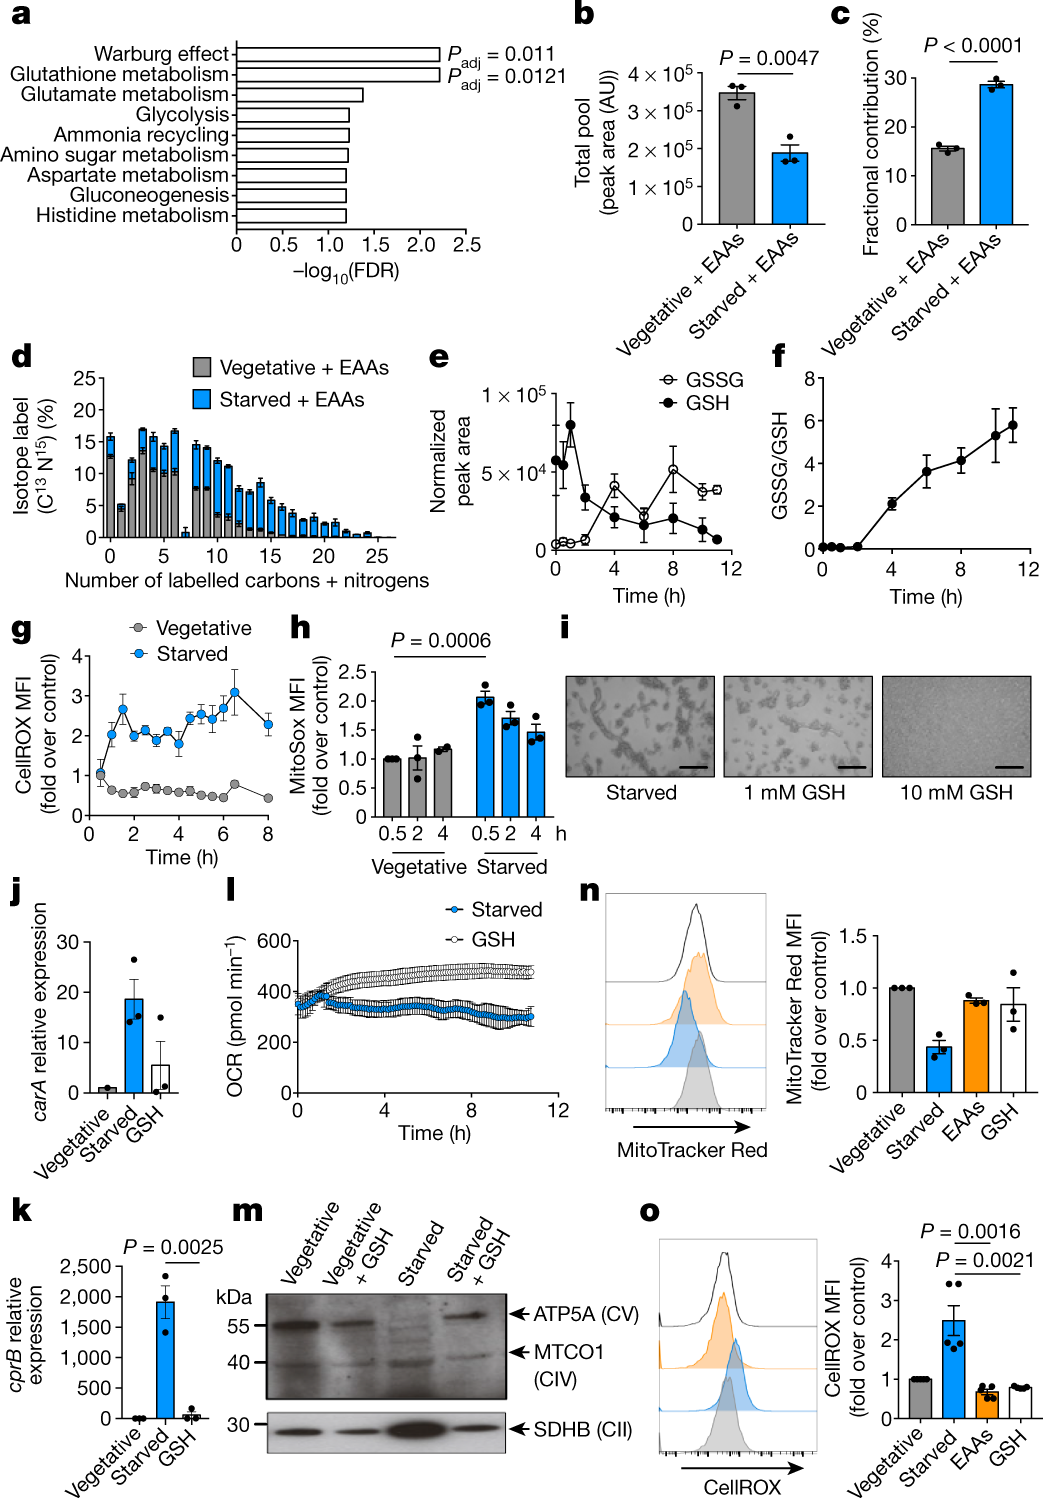 a
Warburg effect
Glutathione metabolism
Glutamate metabolism
Glycolysis
Ammonia recycling
Amino sugar metabolism
Aspartate metabolism
Gluconeogenesis
Histidine metabolism
Padj = 0.011
Padj = 0.0121
0 0.5 1.0 1.5 2.0 2.5
–log10(FDR)
b
P = 0.0047
Total pool
(peak area (AU))
4 × 10⁵
3 × 10⁵
2 × 10⁵
1 × 10⁵
0
Vegetative + EAAs
Starved + EAAs
c
P < 0.0001
Fractional contribution (%)
30
20
10
0
Vegetative + EAAs
Starved + EAAs
d
Vegetative + EAAs
Starved + EAAs
Isotope label
(C¹³ N¹⁵) (%)
25
20
15
10
5
0
0 5 10 15 20 25
Number of labelled carbons + nitrogens
e
GSSG
GSH
Normalized
peak area
1 × 10⁵
5 × 10⁴
0
0 4 8 12
Time (h)
f
GSSG/GSH
8
6
4
2
0
0 4 8 12
Time (h)
g
Vegetative
Starved
CellROX MFI
(fold over control)
4
3
2
1
0
0 2 4 6 8
Time (h)
h
P = 0.0006
MitoSox MFI
(fold over control)
2.5
2.0
1.5
1.0
0.5
0
0.5 2 4 0.5 2 4 h
Vegetative Starved
i
Starved
1 mM GSH
10 mM GSH
j
carA relative expression
30
20
10
0
Vegetative
Starved
GSH
l
Starved
GSH
OCR (pmol min⁻¹)
600
400
200
0
0 4 8 12
Time (h)
n
MitoTracker Red
MitoTracker Red MFI
(fold over control)
1.5
1.0
0.5
0
Vegetative
Starved
EAAs
GSH
k
P = 0.0025
cprB relative
expression
2,500
2,000
1,500
1,000
500
0
Vegetative
Starved
GSH
m
Vegetative
Vegetative
+ GSH
Starved
Starved
+ GSH
kDa
55
40
30
ATP5A (CV)
MTCO1
(CIV)
SDHB (CII)
o
CellROX
P = 0.0016
P = 0.0021
CellROX MFI
(fold over control)
4
3
2
1
0
Vegetative
Starved
EAAs
GSH